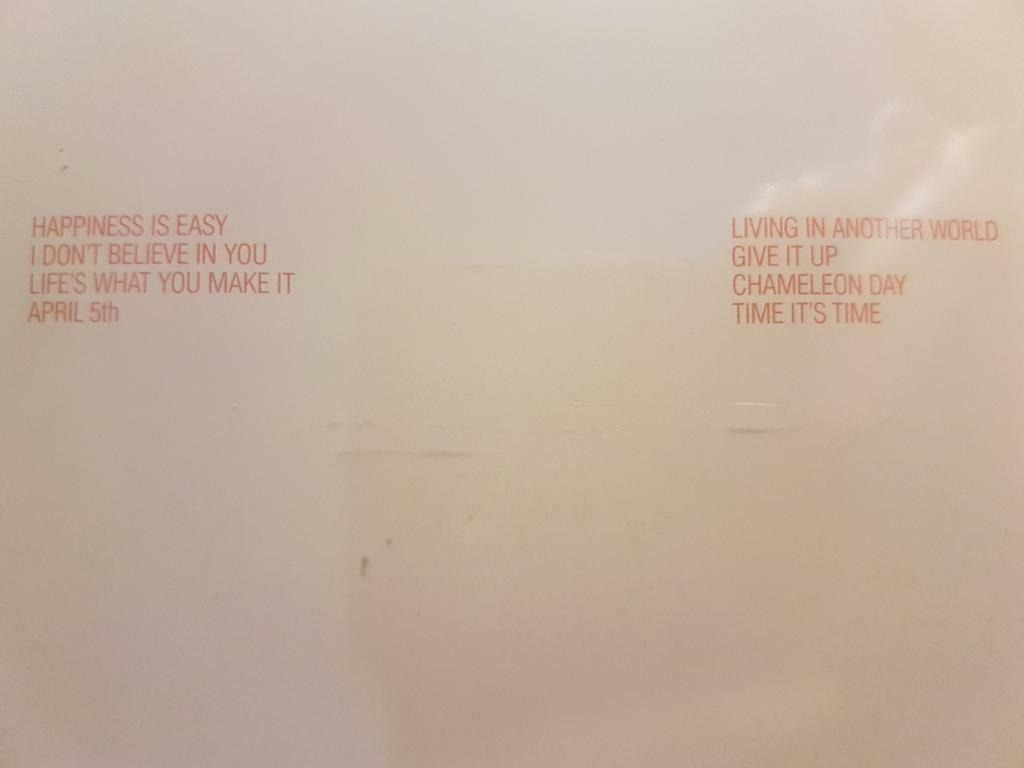 HAPPINESS IS EASY
I DON'T BELIEVE IN YOU
LIFE'S WHAT YOU MAKE IT
APRIL 5th
LIVING IN ANOTHER WORLD
GIVE IT UP
CHAMELEON DAY
TIME IT'S TIME